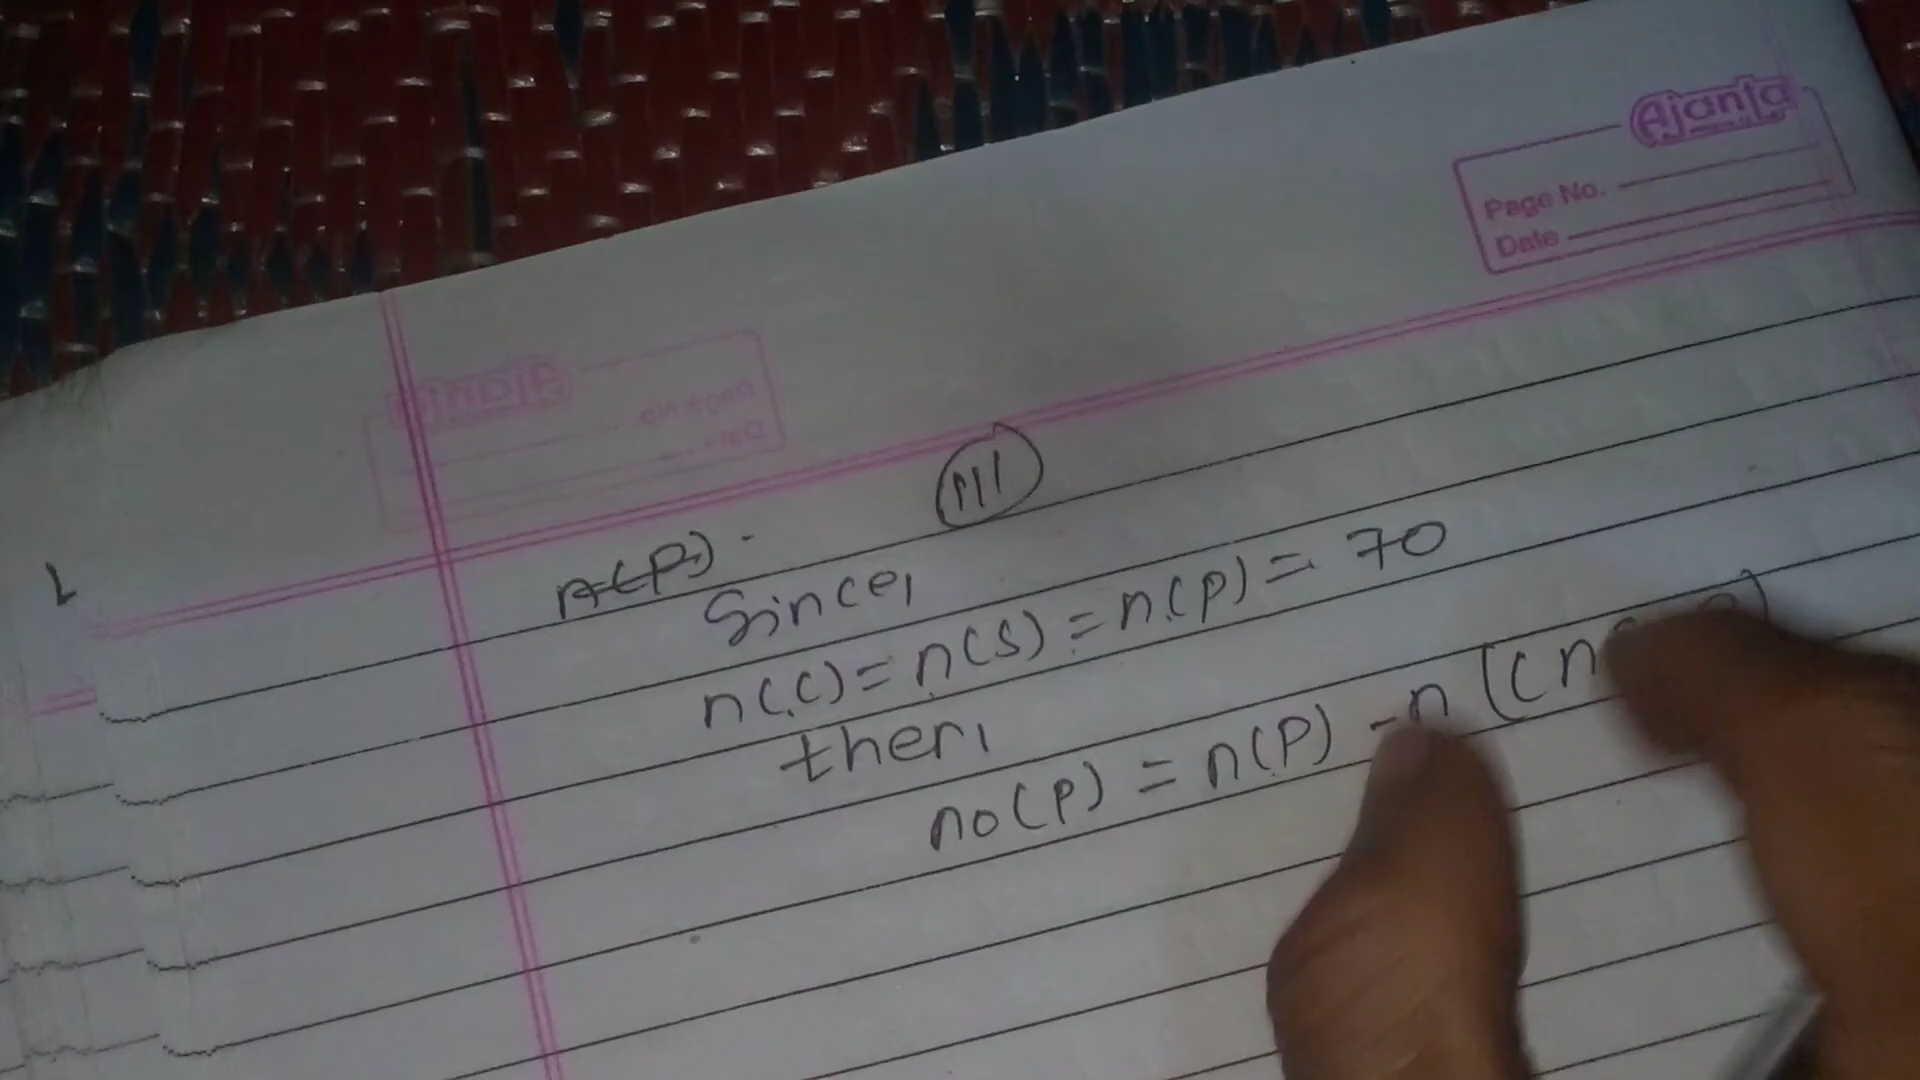 Ajanta
Page No.
Date
III
n(P).
Since,
n(C) = n(S) = n(P) = 70
then,
no(P) = n(P) - n [(n